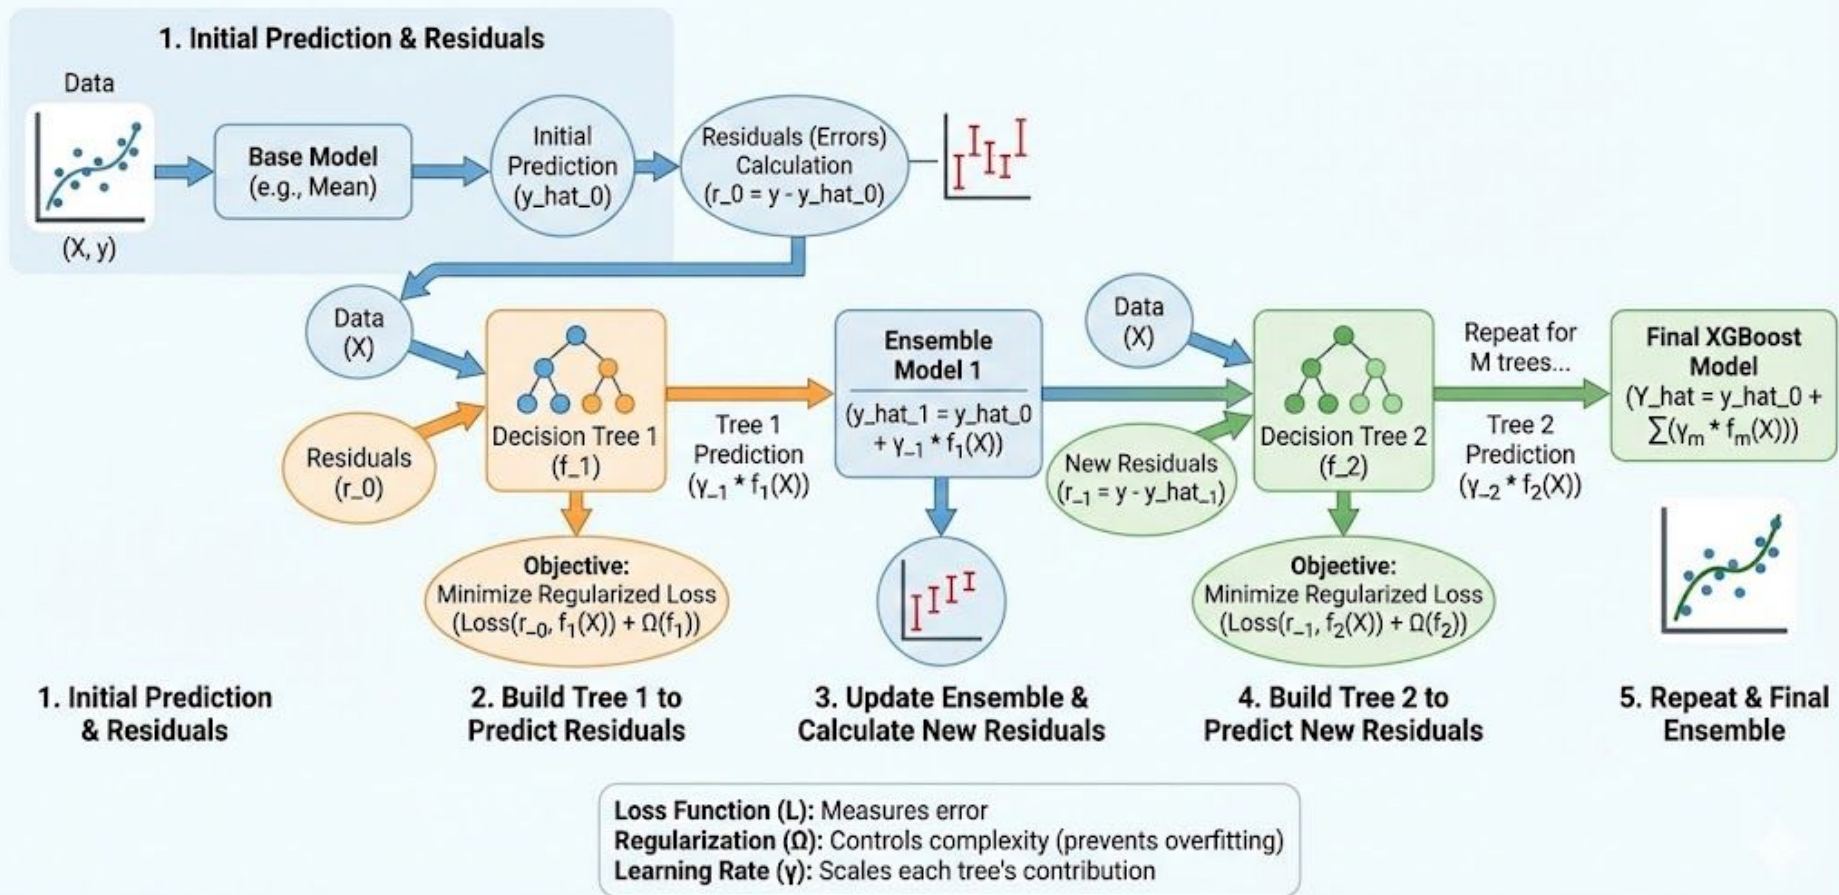 1. Initial Prediction & Residuals
Data
(X, y)
Base Model
(e.g., Mean)
Initial
Prediction
(y_hat_0)
Residuals (Errors)
Calculation
(r_0 = y - y_hat_0)
Data
(X)
Residuals
(r_0)
Decision Tree 1
(f_1)
Objective:
Minimize Regularized Loss
(Loss(r_0, f₁(X)) + Ω(f₁))
Tree 1
Prediction
(γ_1 * f₁(X))
Ensemble
Model 1
(y_hat_1 = y_hat_0
+ γ_1 * f₁(X))
Data
(X)
New Residuals
(r_1 = y - y_hat_1)
Decision Tree 2
(f_2)
Objective:
Minimize Regularized Loss
(Loss(r_1, f₂(X)) + Ω(f₂))
Repeat for
M trees...
Tree 2
Prediction
(γ_2 * f₂(X))
Final XGBoost
Model
(Y_hat = y_hat_0 +
∑(γₘ * fₘ(X)))
1. Initial Prediction
& Residuals
2. Build Tree 1 to
Predict Residuals
3. Update Ensemble &
Calculate New Residuals
4. Build Tree 2 to
Predict New Residuals
5. Repeat & Final
Ensemble
Loss Function (L): Measures error
Regularization (Ω): Controls complexity (prevents overfitting)
Learning Rate (γ): Scales each tree's contribution